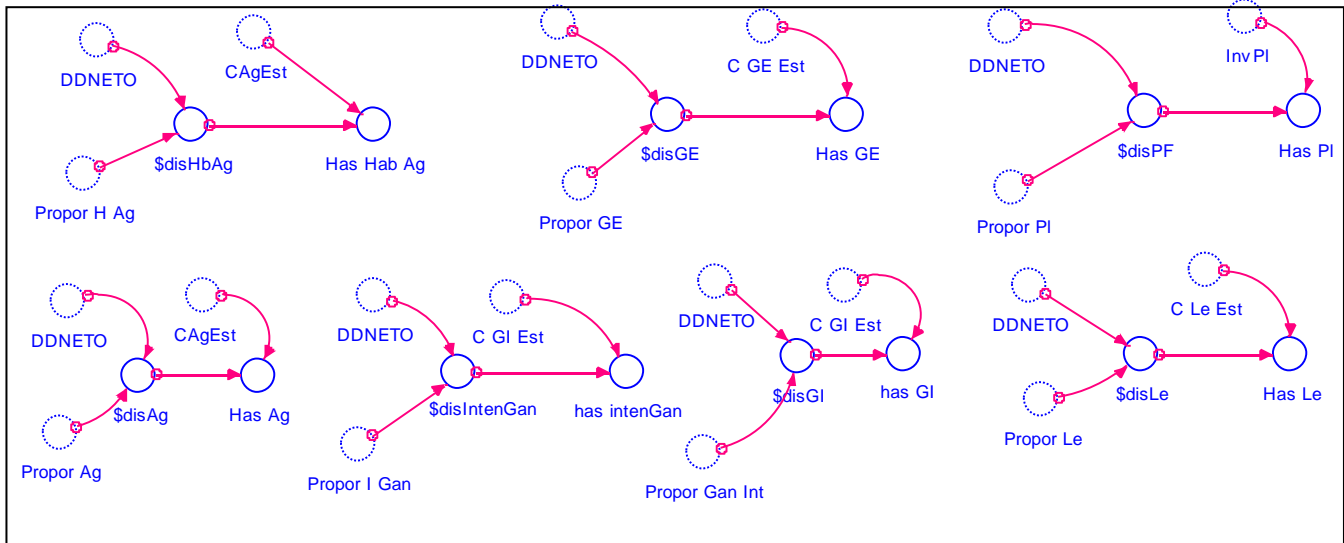 DDNETO
CAgEst
$disHbAg
Has Hab Ag
Propor H Ag
DDNETO
C GE Est
$disGE
Has GE
Propor GE
DDNETO
Inv Pl
$disPF
Has Pl
Propor Pl
DDNETO
CAgEst
$disAg
Has Ag
Propor Ag
DDNETO
C GI Est
$disIntenGan
has intenGan
Propor I Gan
DDNETO
C GI Est
$disGI
has GI
Propor Gan Int
DDNETO
C Le Est
$disLe
Has Le
Propor Le